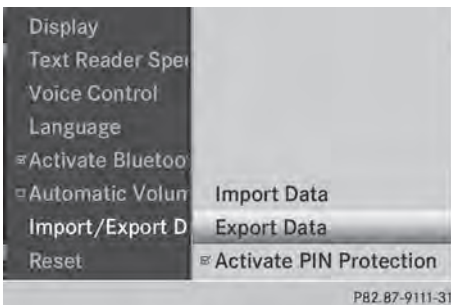 Display
Text Reader Spe
Voice Control
Language
Activate Bluetoo
Automatic Volum
Import/Export D
Reset
Import Data
Export Data
Activate PIN Protection
P82.87-9111-31